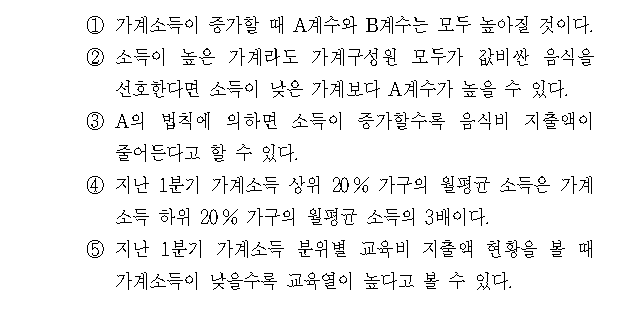 ① 가계소득이 증가할 때 A계수와 B계수는 모두 높아질 것이다.
② 소득이 높은 가계라도 가계구성원 모두가 값비싼 음식을
선호한다면 소득이 낮은 가계보다 A계수가 높을 수 있다.
③ A의 법칙에 의하면 소득이 증가할수록 음식비 지출액이
줄어든다고 할 수 있다.
④ 지난 1분기 가계소득 상위 20% 가구의 월평균 소득은 가계
소득 하위 20% 가구의 월평균 소득의 3배이다.
⑤ 지난 1분기 가계소득 분위별 교육비 지출액 현황을 볼 때
가계소득이 낮을수록 교육열이 높다고 볼 수 있다.